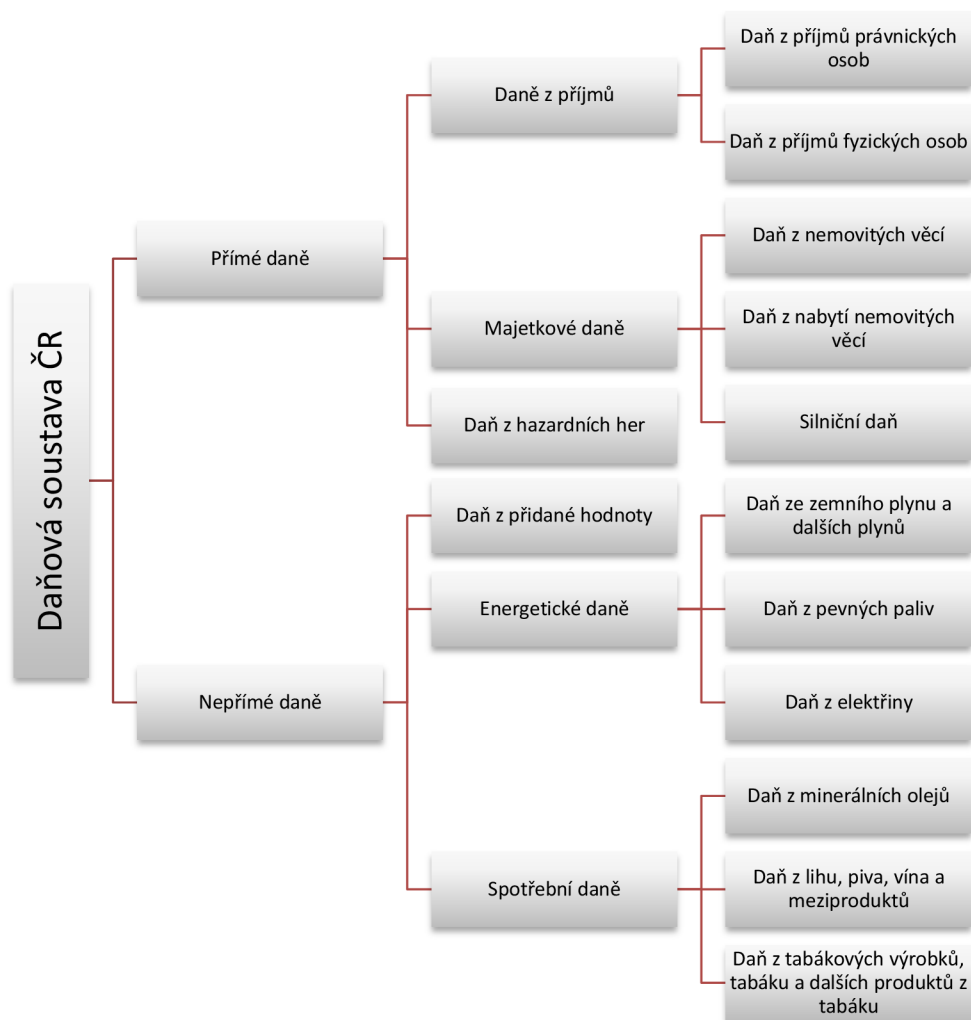 Daňová soustava ČR
Přímé daně
Daně z příjmů
Daň z příjmů právnických
osob
Daň z příjmů fyzických osob
Majetkové daně
Daň z nemovitých věcí
Daň z nabytí nemovitých
věcí
Silniční daň
Daň z hazardních her
Nepřímé daně
Daň z přidané hodnoty
Energetické daně
Daň ze zemního plynu a
dalších plynů
Daň z pevných paliv
Daň z elektřiny
Spotřební daně
Daň z minerálních olejů
Daň z lihu, piva, vína a
meziproduktů
Daň z tabákových výrobků,
tabáku a dalších produktů z
tabáku